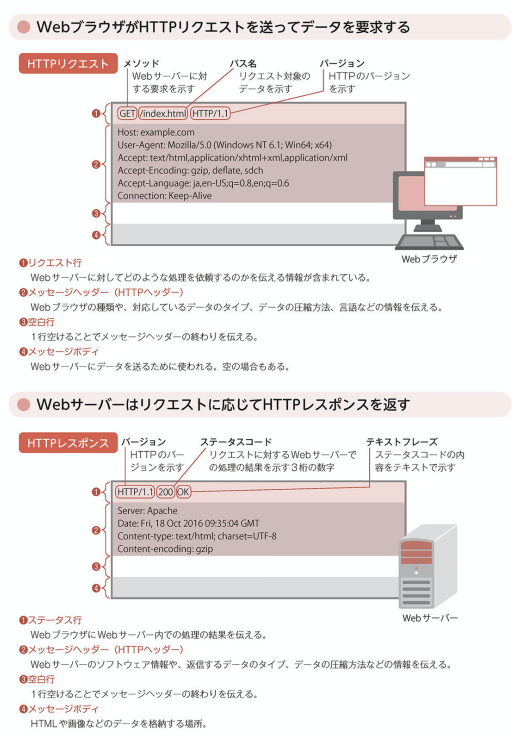 WebブラウザがHTTPリクエストを送ってデータを要求する
HTTPリクエスト
メソッド
Webサーバーに対
する要求を示す
パス名
リクエスト対象の
データを示す
バージョン
HTTPのバージョン
を示す
❶ GET /index.html HTTP/1.1
❷
Host: example.com
User-Agent: Mozilla/5.0 (Windows NT 6.1; Win64; x64)
Accept: text/html,application/xhtml+xml,application/xml
Accept-Encoding: gzip, deflate, sdch
Accept-Language: ja,en-US;q=0.8,en;q=0.6
Connection: Keep-Alive
❸
❹
Webブラウザ
❶リクエスト行
Webサーバーに対してどのような処理を依頼するのかを伝える情報が含まれている。
❷メッセージヘッダー（HTTPヘッダー）
Webブラウザの種類や、対応しているデータのタイプ、データの圧縮方法、言語などの情報を伝える。
❸空白行
1行空けることでメッセージヘッダーの終わりを伝える。
❹メッセージボディ
Webサーバーにデータを送るために使われる。空の場合もある。
Webサーバーはリクエストに応じてHTTPレスポンスを返す
HTTPレスポンス
バージョン
HTTPのバー
ジョンを示す
ステータスコード
リクエストに対するWebサーバーで
の処理の結果を示す3桁の数字
テキストフレーズ
ステータスコードの内
容をテキストで示す
❶ HTTP/1.1 200 OK
❷
Server: Apache
Date: Fri, 18 Oct 2016 09:35:04 GMT
Content-type: text/html; charset=UTF-8
Content-encoding: gzip
❸
❹
Webサーバー
❶ステータス行
WebブラウザにWebサーバー内での処理の結果を伝える。
❷メッセージヘッダー（HTTPヘッダー）
Webサーバーのソフトウェア情報や、返信するデータのタイプ、データの圧縮方法などの情報を伝える。
❸空白行
1行空けることでメッセージヘッダーの終わりを伝える。
❹メッセージボディ
HTMLや画像などのデータを格納する場所。